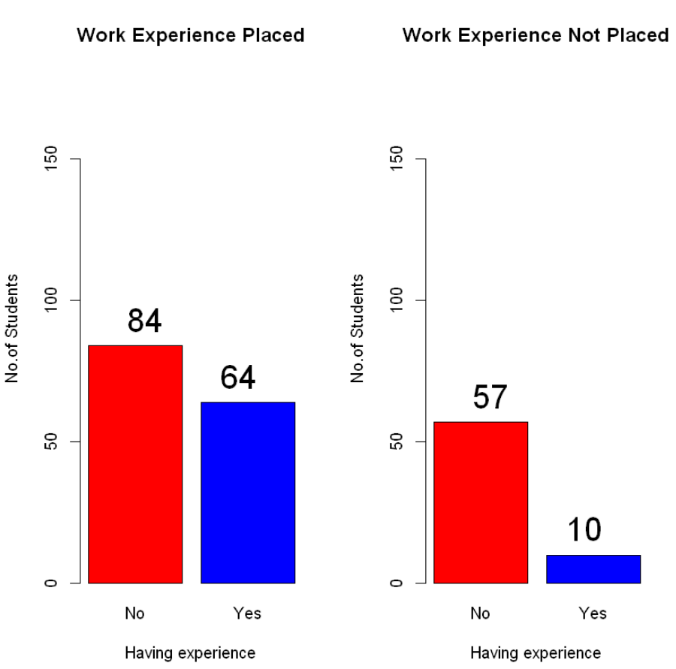 Work Experience Placed
No.of Students
150
100
50
0
84
64
No
Yes
Having experience
Work Experience Not Placed
No.of Students
150
100
50
0
57
10
No
Yes
Having experience